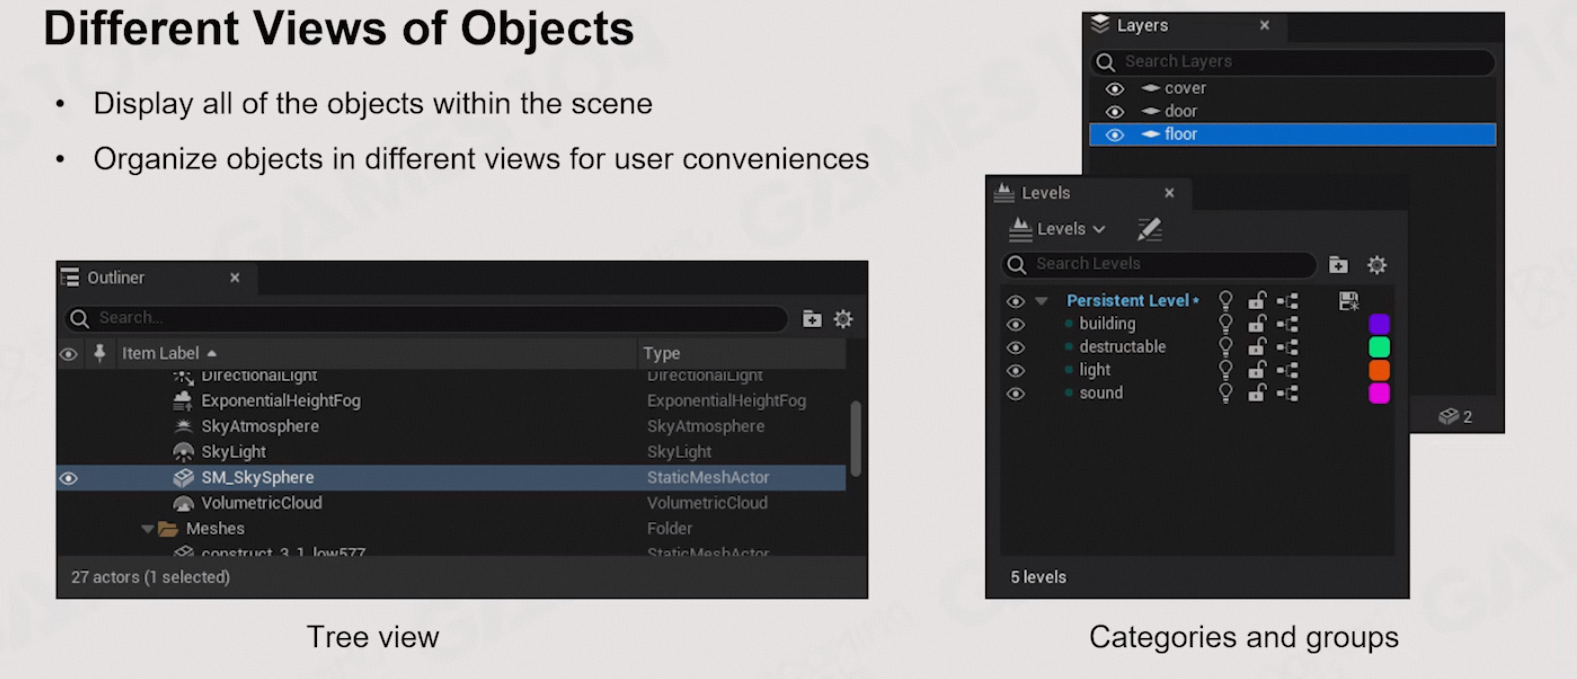 Different Views of Objects
• Display all of the objects within the scene
• Organize objects in different views for user conveniences
Outliner
Search...
Item Label Type
DirectionalLight DirectionalLight
ExponentialHeightFog ExponentialHeightFog
SkyAtmosphere SkyAtmosphere
SkyLight SkyLight
SM_SkySphere StaticMeshActor
VolumetricCloud VolumetricCloud
Meshes Folder
construct_3_1_low577 StaticMeshActor
27 actors (1 selected)
Tree view
Layers
Search Layers
cover
door
floor
2
Levels
Levels
Search Levels
Persistent Level*
building
destructable
light
sound
5 levels
Categories and groups